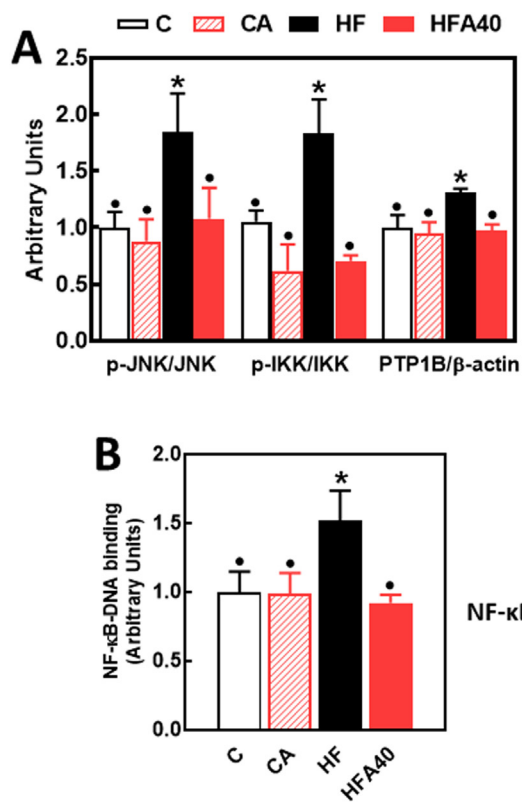 C CA HF HFA40
A
2.5
2.0
1.5
1.0
0.5
0.0
Arbitrary Units
* * *
p-JNK/JNK p-IKK/IKK PTP1B/β-actin
B
2.0
1.5
1.0
0.5
0.0
NF-κB-DNA binding
(Arbitrary Units)
*
C CA HF HFA40
NF-κ